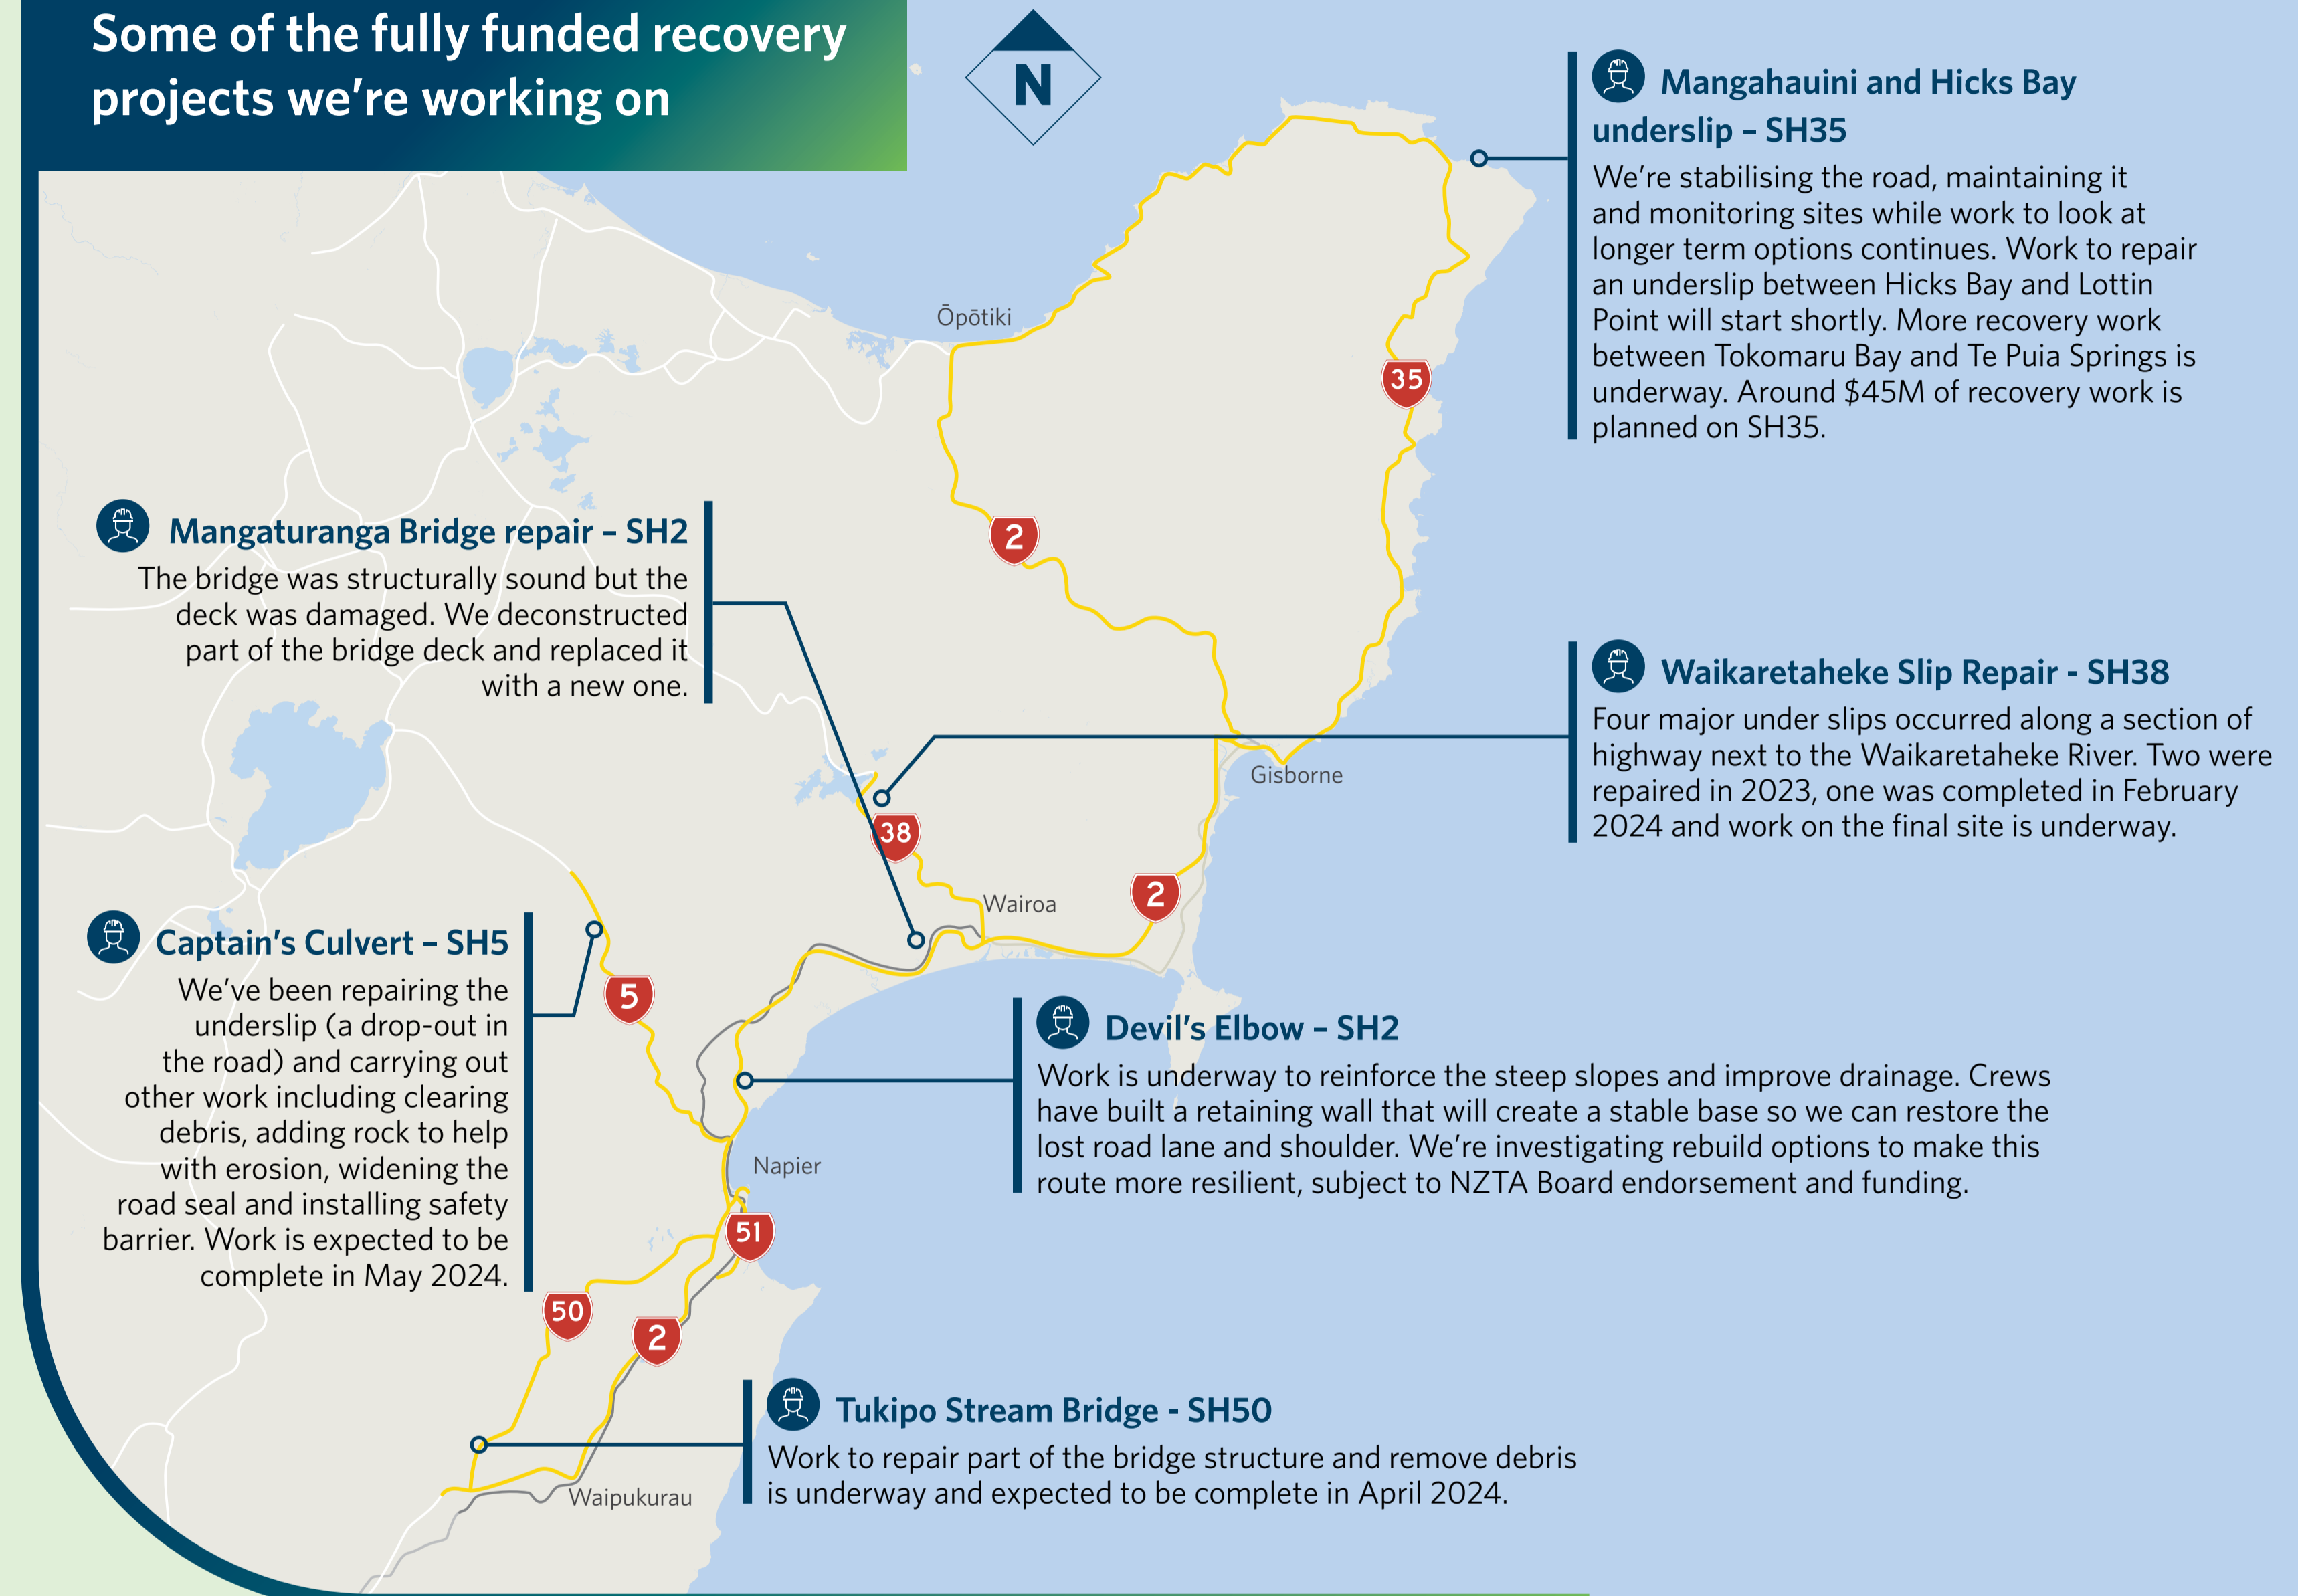 Some of the fully funded recovery
projects we're working on
N
Mangahauini and Hicks Bay
underslip – SH35
We're stabilising the road, maintaining it
and monitoring sites while work to look at
longer term options continues. Work to repair
an underslip between Hicks Bay and Lottin
Point will start shortly. More recovery work
between Tokomaru Bay and Te Puia Springs is
underway. Around $45M of recovery work is
planned on SH35.
Ōpōtiki
35
2
Mangaturanga Bridge repair – SH2
The bridge was structurally sound but the
deck was damaged. We deconstructed
part of the bridge deck and replaced it
with a new one.
Waikaretaheke Slip Repair - SH38
Four major under slips occurred along a section of
highway next to the Waikaretaheke River. Two were
repaired in 2023, one was completed in February
2024 and work on the final site is underway.
Gisborne
38
Wairoa
2
Captain's Culvert – SH5
We've been repairing the
underslip (a drop-out in
the road) and carrying out
other work including clearing
debris, adding rock to help
with erosion, widening the
road seal and installing safety
barrier. Work is expected to be
complete in May 2024.
5
Devil's Elbow – SH2
Work is underway to reinforce the steep slopes and improve drainage. Crews
have built a retaining wall that will create a stable base so we can restore the
lost road lane and shoulder. We're investigating rebuild options to make this
route more resilient, subject to NZTA Board endorsement and funding.
Napier
51
50
2
Tukipo Stream Bridge - SH50
Work to repair part of the bridge structure and remove debris
is underway and expected to be complete in April 2024.
Waipukurau